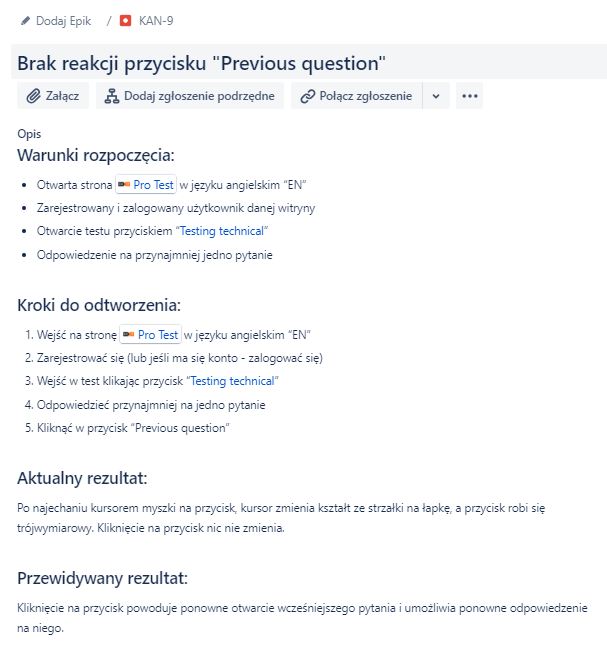 Dodaj Epik / KAN-9
Brak reakcji przycisku "Previous question"
Załącz Dodaj zgłoszenie podrzędne Połącz zgłoszenie
Opis
Warunki rozpoczęcia:
• Otwarta strona Pro Test w języku angielskim “EN”
• Zarejestrowany i zalogowany użytkownik danej witryny
• Otwarcie testu przyciskiem “Testing technical”
• Odpowiedzenie na przynajmniej jedno pytanie
Kroki do odtworzenia:
1. Wejść na stronę Pro Test w języku angielskim “EN”
2. Zarejestrować się (lub jeśli ma się konto - zalogować się)
3. Wejść w test klikając przycisk “Testing technical”
4. Odpowiedzieć przynajmniej na jedno pytanie
5. Kliknąć w przycisk “Previous question”
Aktualny rezultat:
Po najechaniu kursorem myszki na przycisk, kursor zmienia kształt ze strzałki na łapkę, a przycisk robi się
trójwymiarowy. Kliknięcie na przycisk nic nie zmienia.
Przewidywany rezultat:
Kliknięcie na przycisk powoduje ponowne otwarcie wcześniejszego pytania i umożliwia ponowne odpowiedzenie
na niego.